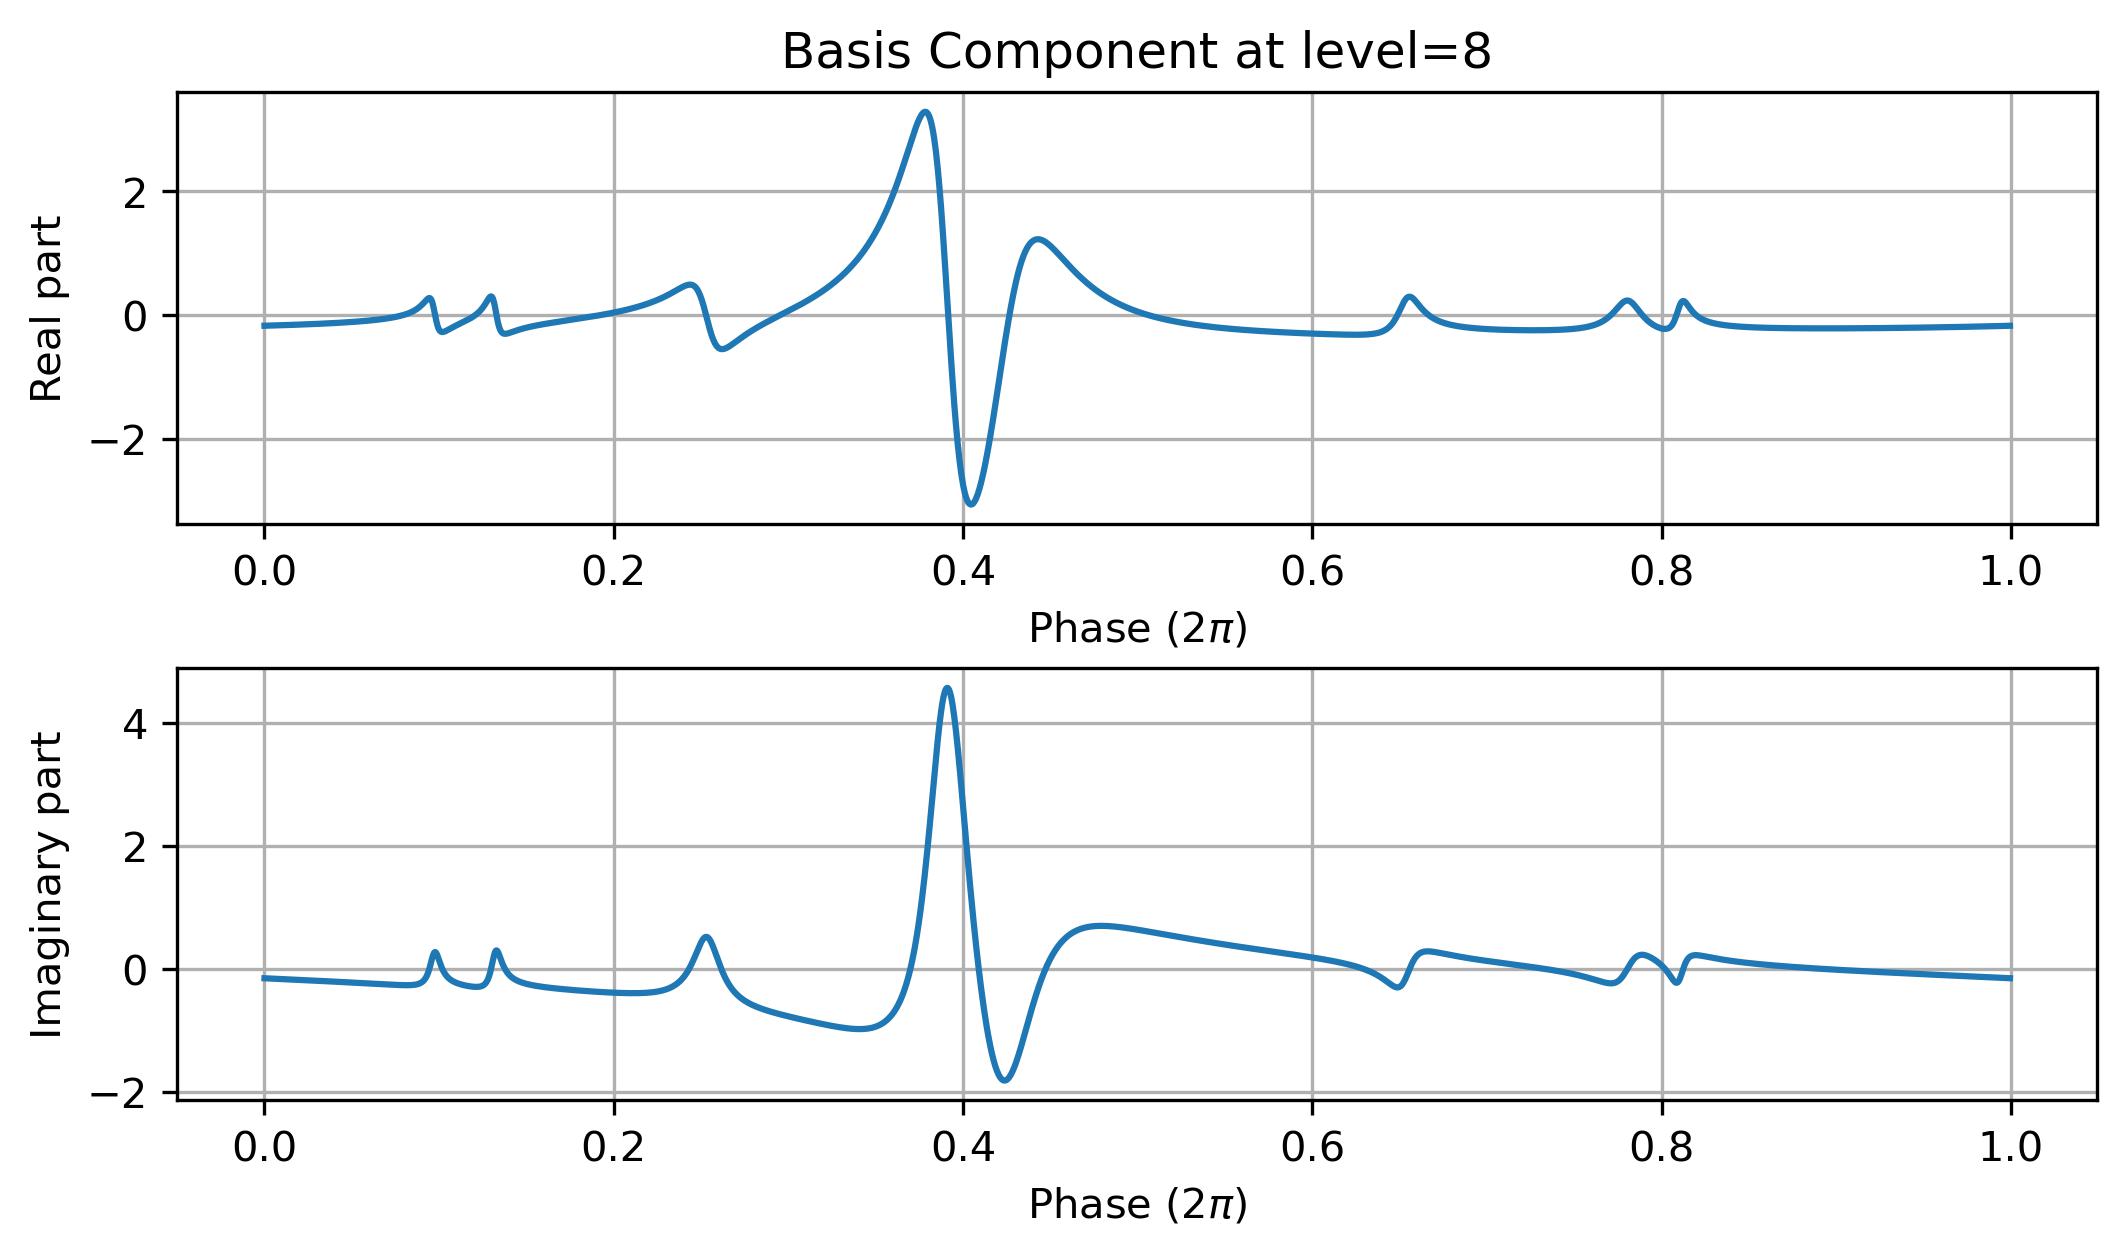 Basis Component at level=8
Real part
2
0
−2
0.0 0.2 0.4 0.6 0.8 1.0
Phase (2π)
Imaginary part
4
2
0
−2
0.0 0.2 0.4 0.6 0.8 1.0
Phase (2π)